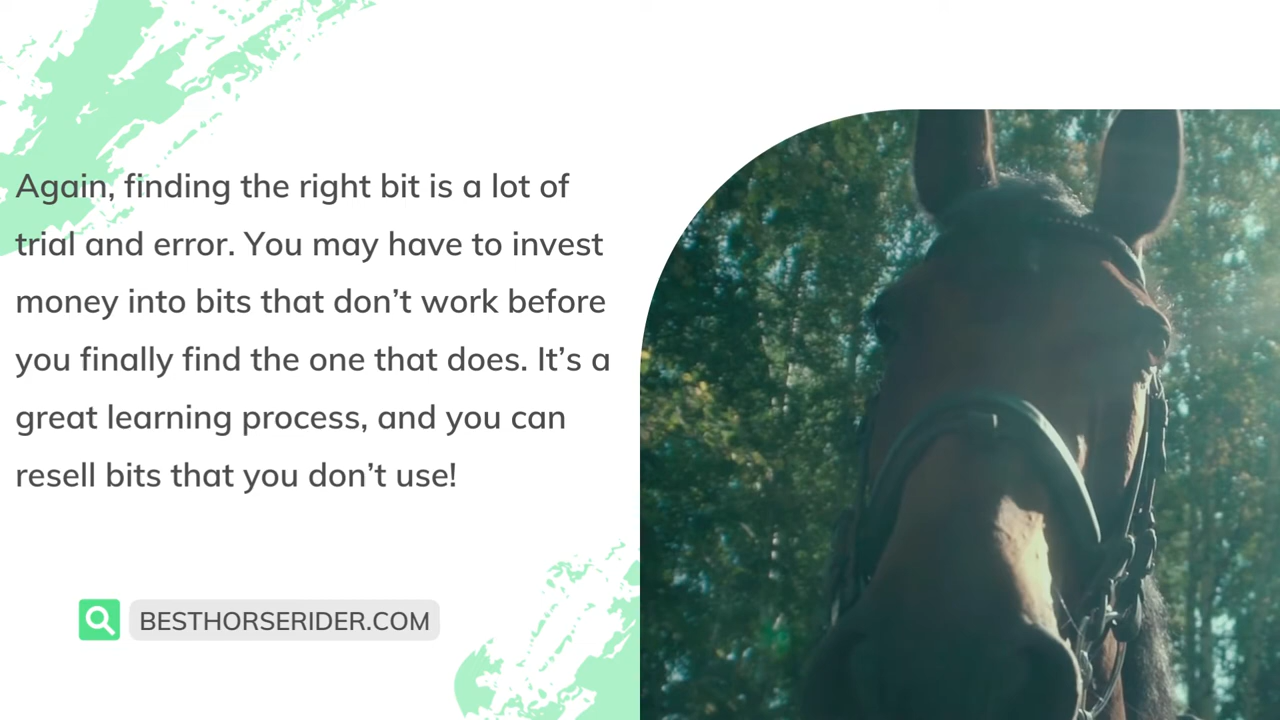 Again, finding the right bit is a lot of
trial and error. You may have to invest
money into bits that don’t work before
you finally find the one that does. It’s a
great learning process, and you can
resell bits that you don’t use!
BESTHORSERIDER.COM